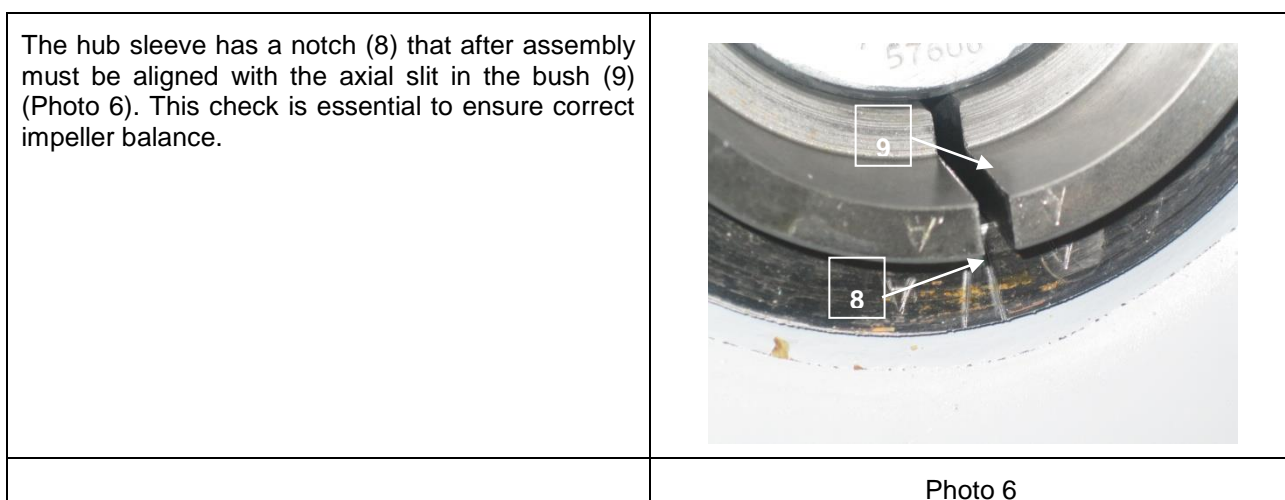 The hub sleeve has a notch (8) that after assembly
must be aligned with the axial slit in the bush (9)
(Photo 6). This check is essential to ensure correct
impeller balance.
57600
9
8
Photo 6